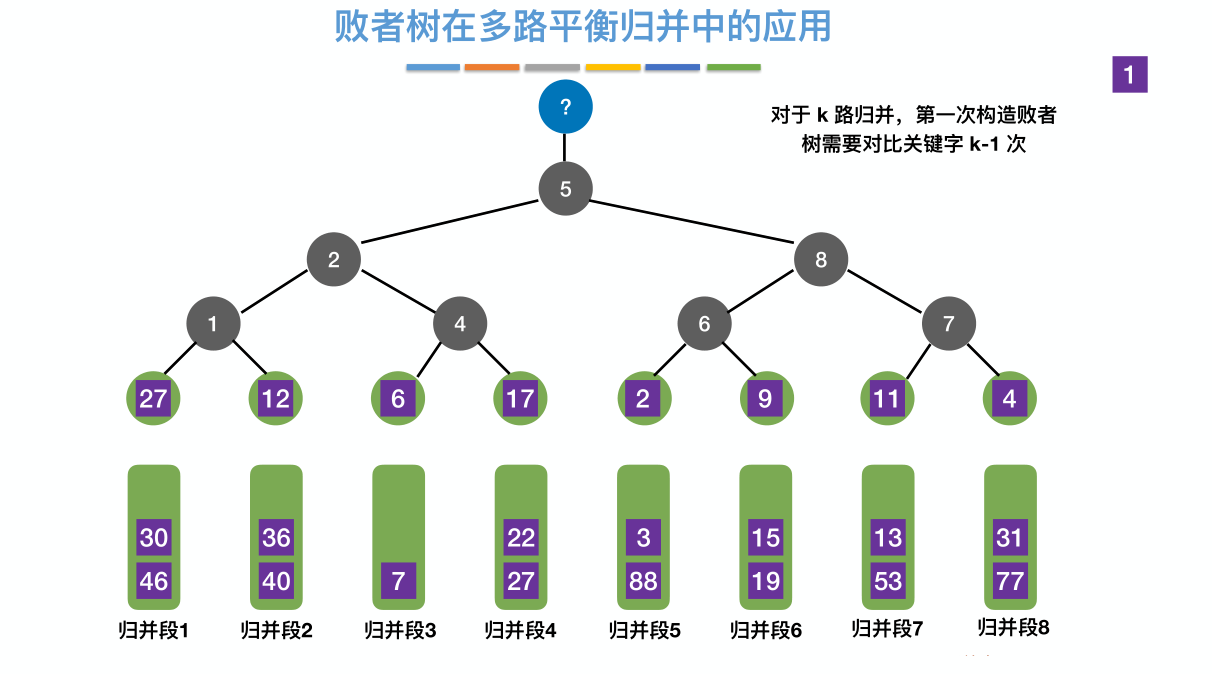 败者树在多路平衡归并中的应用
1
?
对于 k 路归并，第一次构造败者
树需要对比关键字 k-1 次
5
2 8
1 4 6 7
27 12 6 17 2 9 11 4
30 36 22 3 15 13 31
46 40 7 27 88 19 53 77
归并段1 归并段2 归并段3 归并段4 归并段5 归并段6 归并段7 归并段8